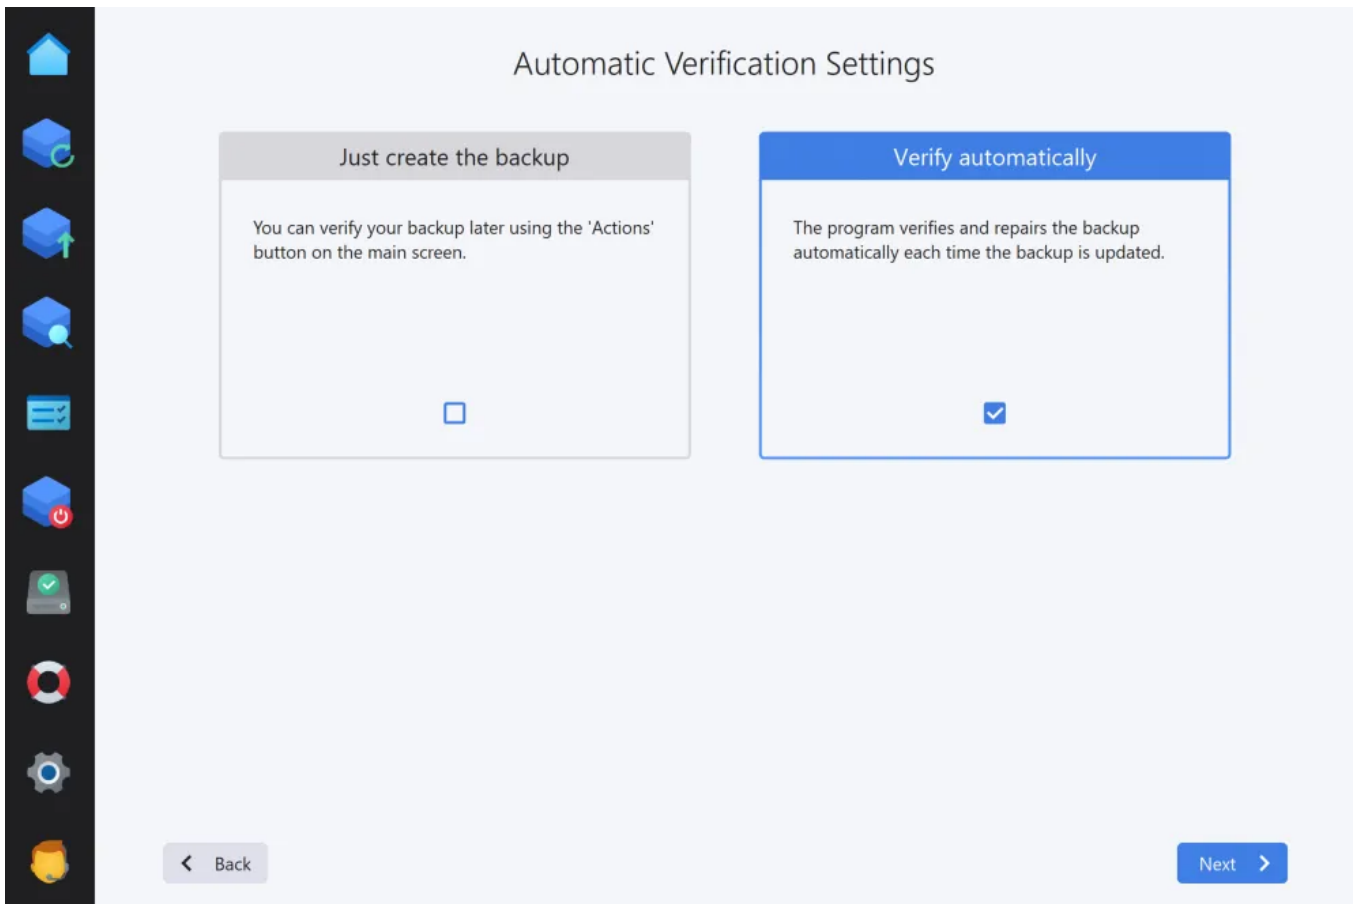 Automatic Verification Settings
Just create the backup
You can verify your backup later using the 'Actions'
button on the main screen.
Verify automatically
The program verifies and repairs the backup
automatically each time the backup is updated.
Back
Next